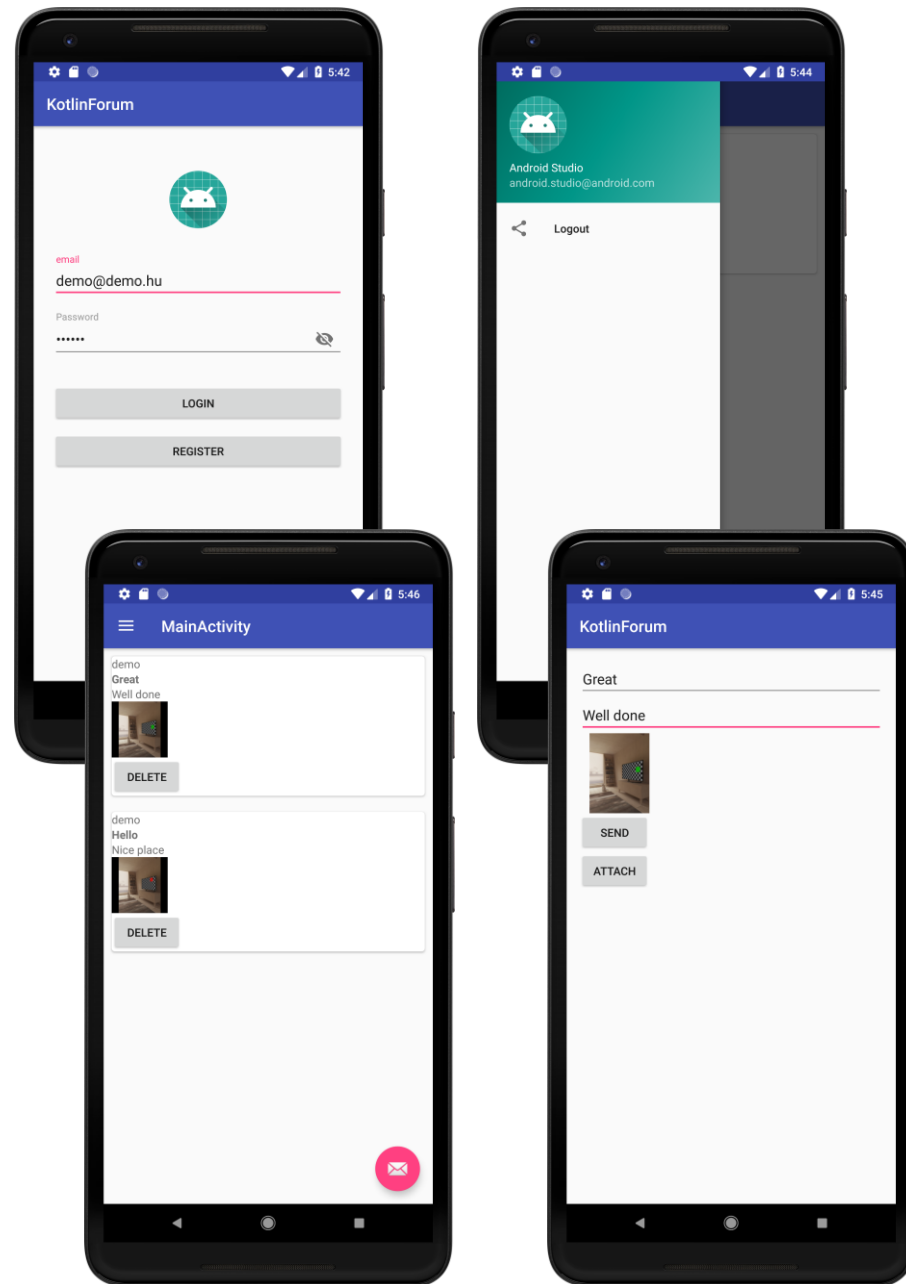 5:42
KotlinForum
email
demo@demo.hu
Password
••••••
LOGIN
REGISTER
5:44
Android Studio
android.studio@android.com
Logout
5:46
MainActivity
demo
Great
Well done
DELETE
demo
Hello
Nice place
DELETE
5:45
KotlinForum
Great
Well done
SEND
ATTACH